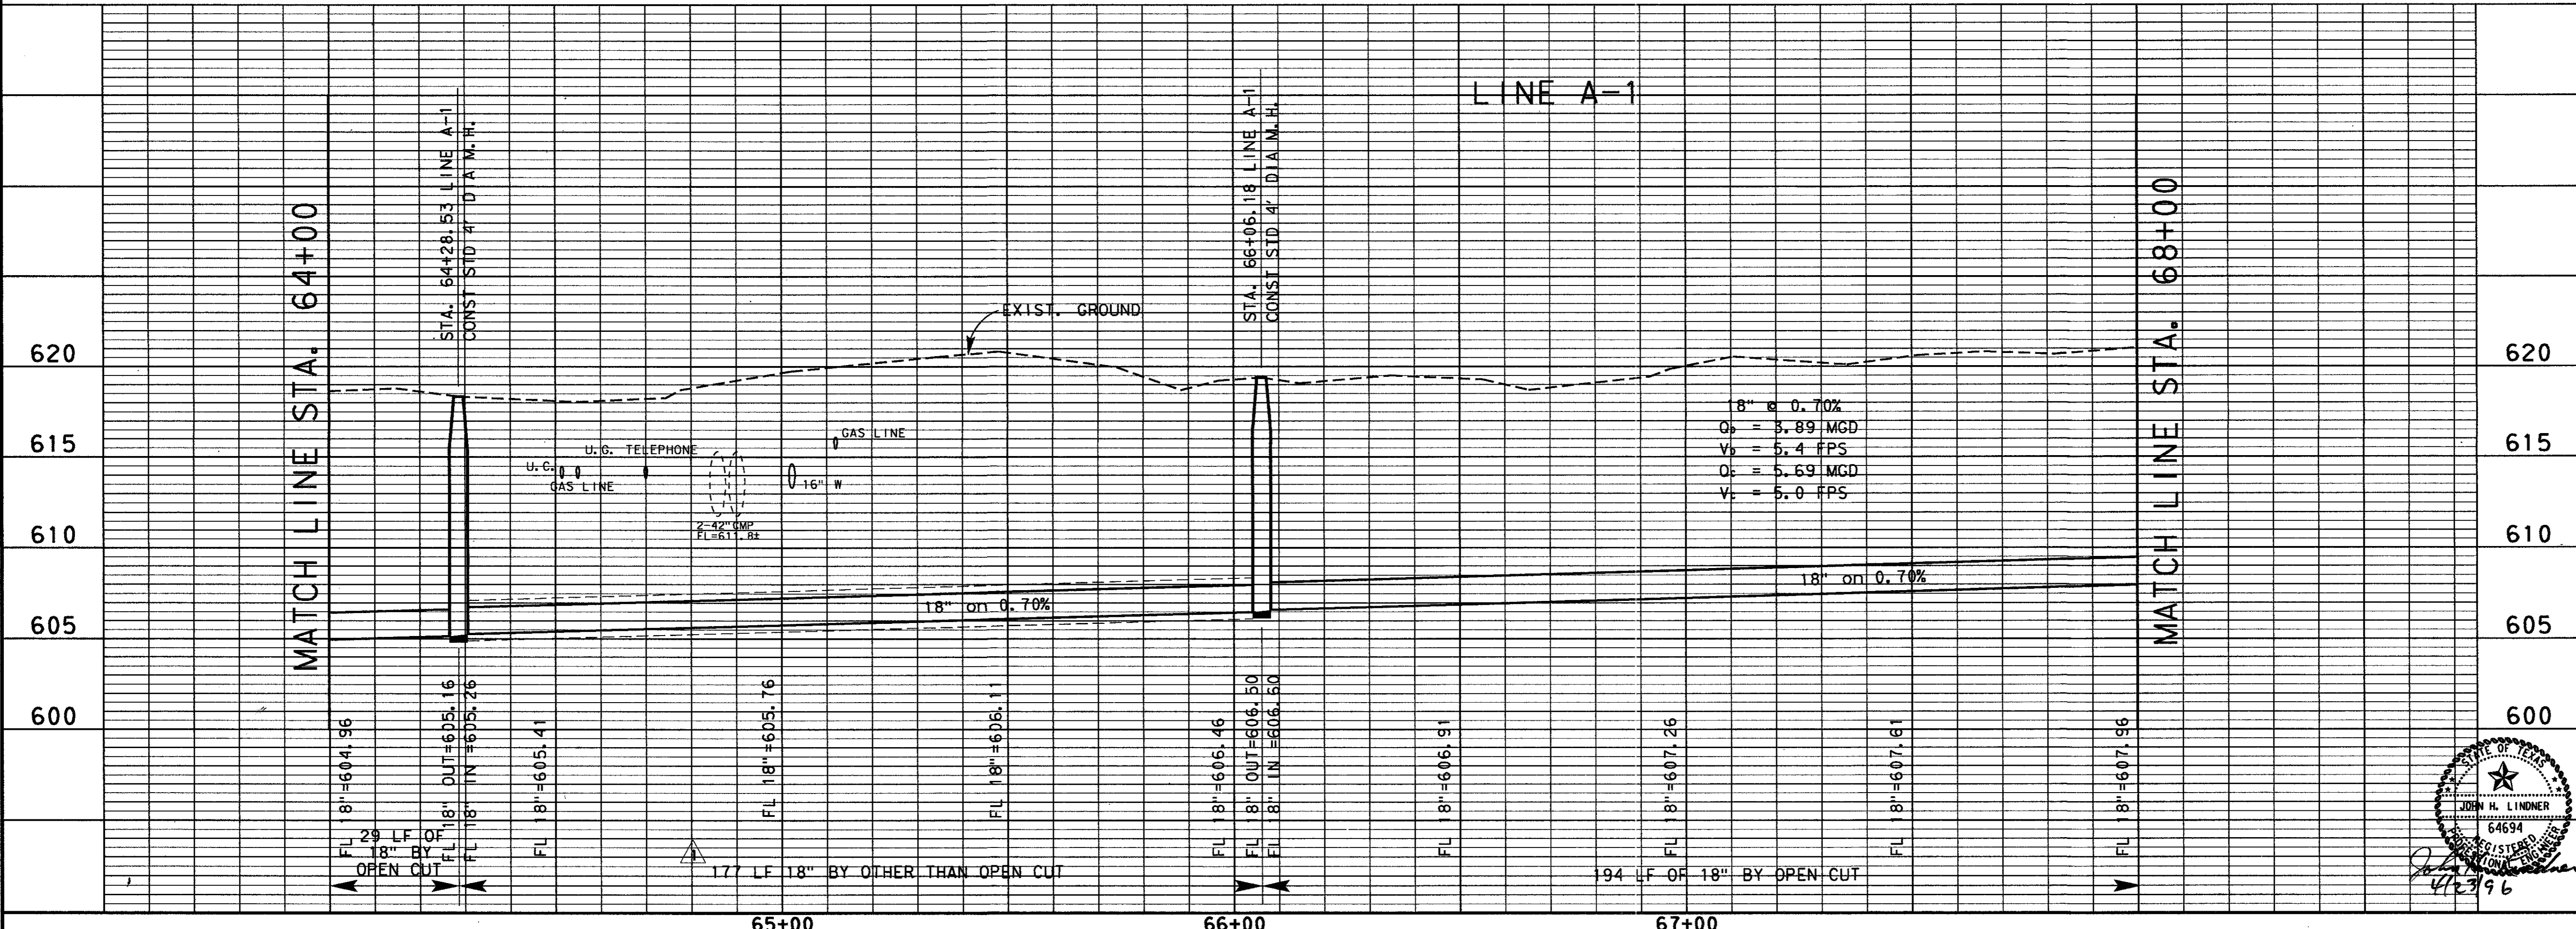 LINE A-1
MATCH LINE STA. 64+00
STA. 64+28.53 LINE A-1
CONST STD 4' DIA M.H.
EXIST. GROUND
STA. 66+06.18 LINE A-1
CONST STD 4' DIA M.H.
MATCH LINE STA. 68+00
620
615
610
605
600
620
615
610
605
600
U.G. TELEPHONE
U.C.
GAS LINE
GAS LINE
16" W
2-42" CMP
FL=611.8±
18" @ 0.70%
= 3.89 MGD
= 5.4 FPS
= 5.69 MGD
= 5.0 FPS
18" on 0.70%
18" on 0.70%
FL 18"=604.96
FL 18" OUT=605.16
FL 18" IN =605.26
FL 18"=605.41
FL 18"=605.76
FL 18"=606.11
FL 18"=606.46
FL 18" OUT=606.50
FL 18" IN =606.60
FL 18"=606.91
FL 18"=607.26
FL 18"=607.61
FL 18"=607.96
29 LF OF
18" BY
OPEN CUT
1
177 LF 18" BY OTHER THAN OPEN CUT
194 LF OF 18" BY OPEN CUT
STATE OF TEXAS
JOHN H. LINDNER
64694
REGISTERED
PROFESSIONAL ENGINEER
John H. Lindner
4/23/96
65+00
66+00
67+00